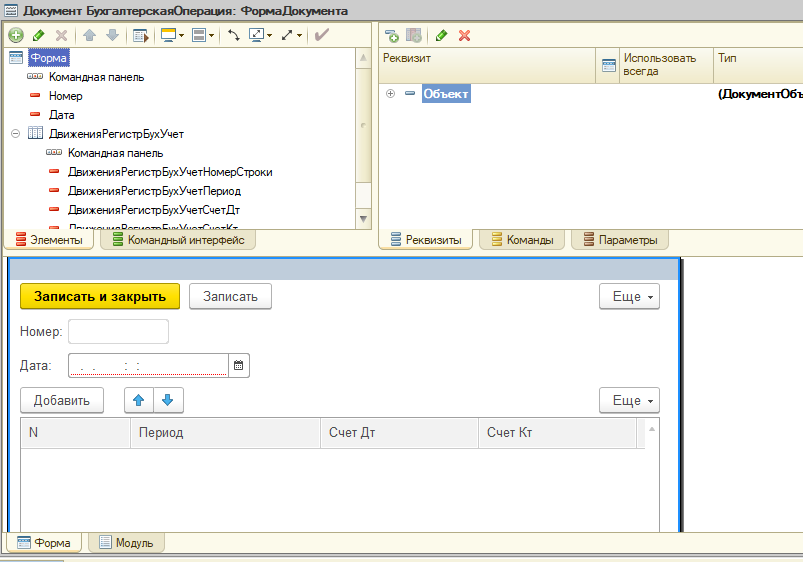 Документ БухгалтерскаяОперация: ФормаДокумента
Форма
Командная панель
Номер
Дата
ДвиженияРегистрБухУчет
Командная панель
ДвиженияРегистрБухУчетНомерСтроки
ДвиженияРегистрБухУчетПериод
ДвиженияРегистрБухУчетСчетДт
ДвиженияРегистрБухУчетСчетКт
Элементы Командный интерфейс
Реквизит Использовать всегда Тип
Объект (ДокументОбъ
Реквизиты Команды Параметры
Записать и закрыть Записать Еще
Номер:
Дата: . . : :
Добавить Еще
N Период Счет Дт Счет Кт
Форма Модуль